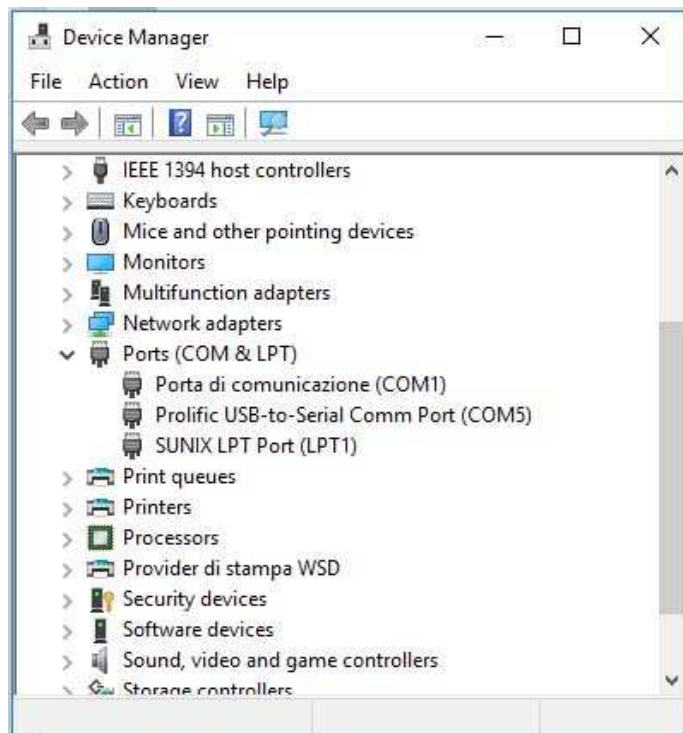 Device Manager
File Action View Help
IEEE 1394 host controllers
Keyboards
Mice and other pointing devices
Monitors
Multifunction adapters
Network adapters
Ports (COM & LPT)
Porta di comunicazione (COM1)
Prolific USB-to-Serial Comm Port (COM5)
SUNIX LPT Port (LPT1)
Print queues
Printers
Processors
Provider di stampa WSD
Security devices
Software devices
Sound, video and game controllers
Storage controllers